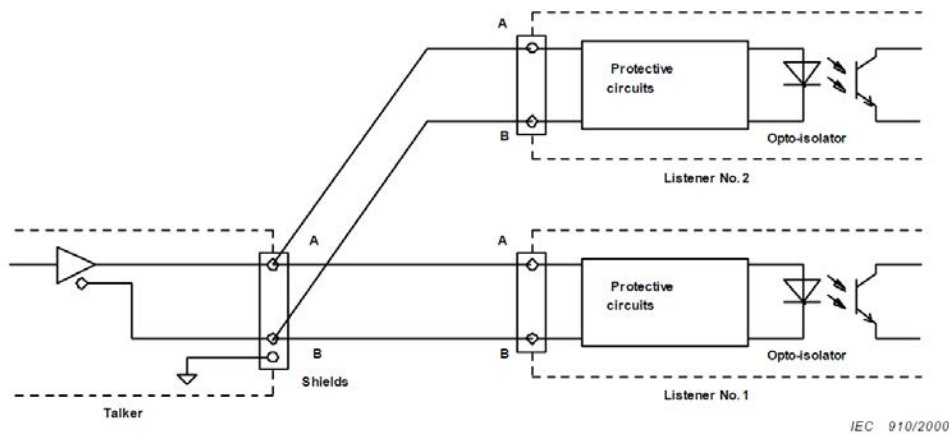 A
Protective
circuits
B
Opto-isolator
Listener No. 2
A
A
Protective
circuits
B
B
Opto-isolator
Shields
Listener No. 1
Talker
IEC 910/2000